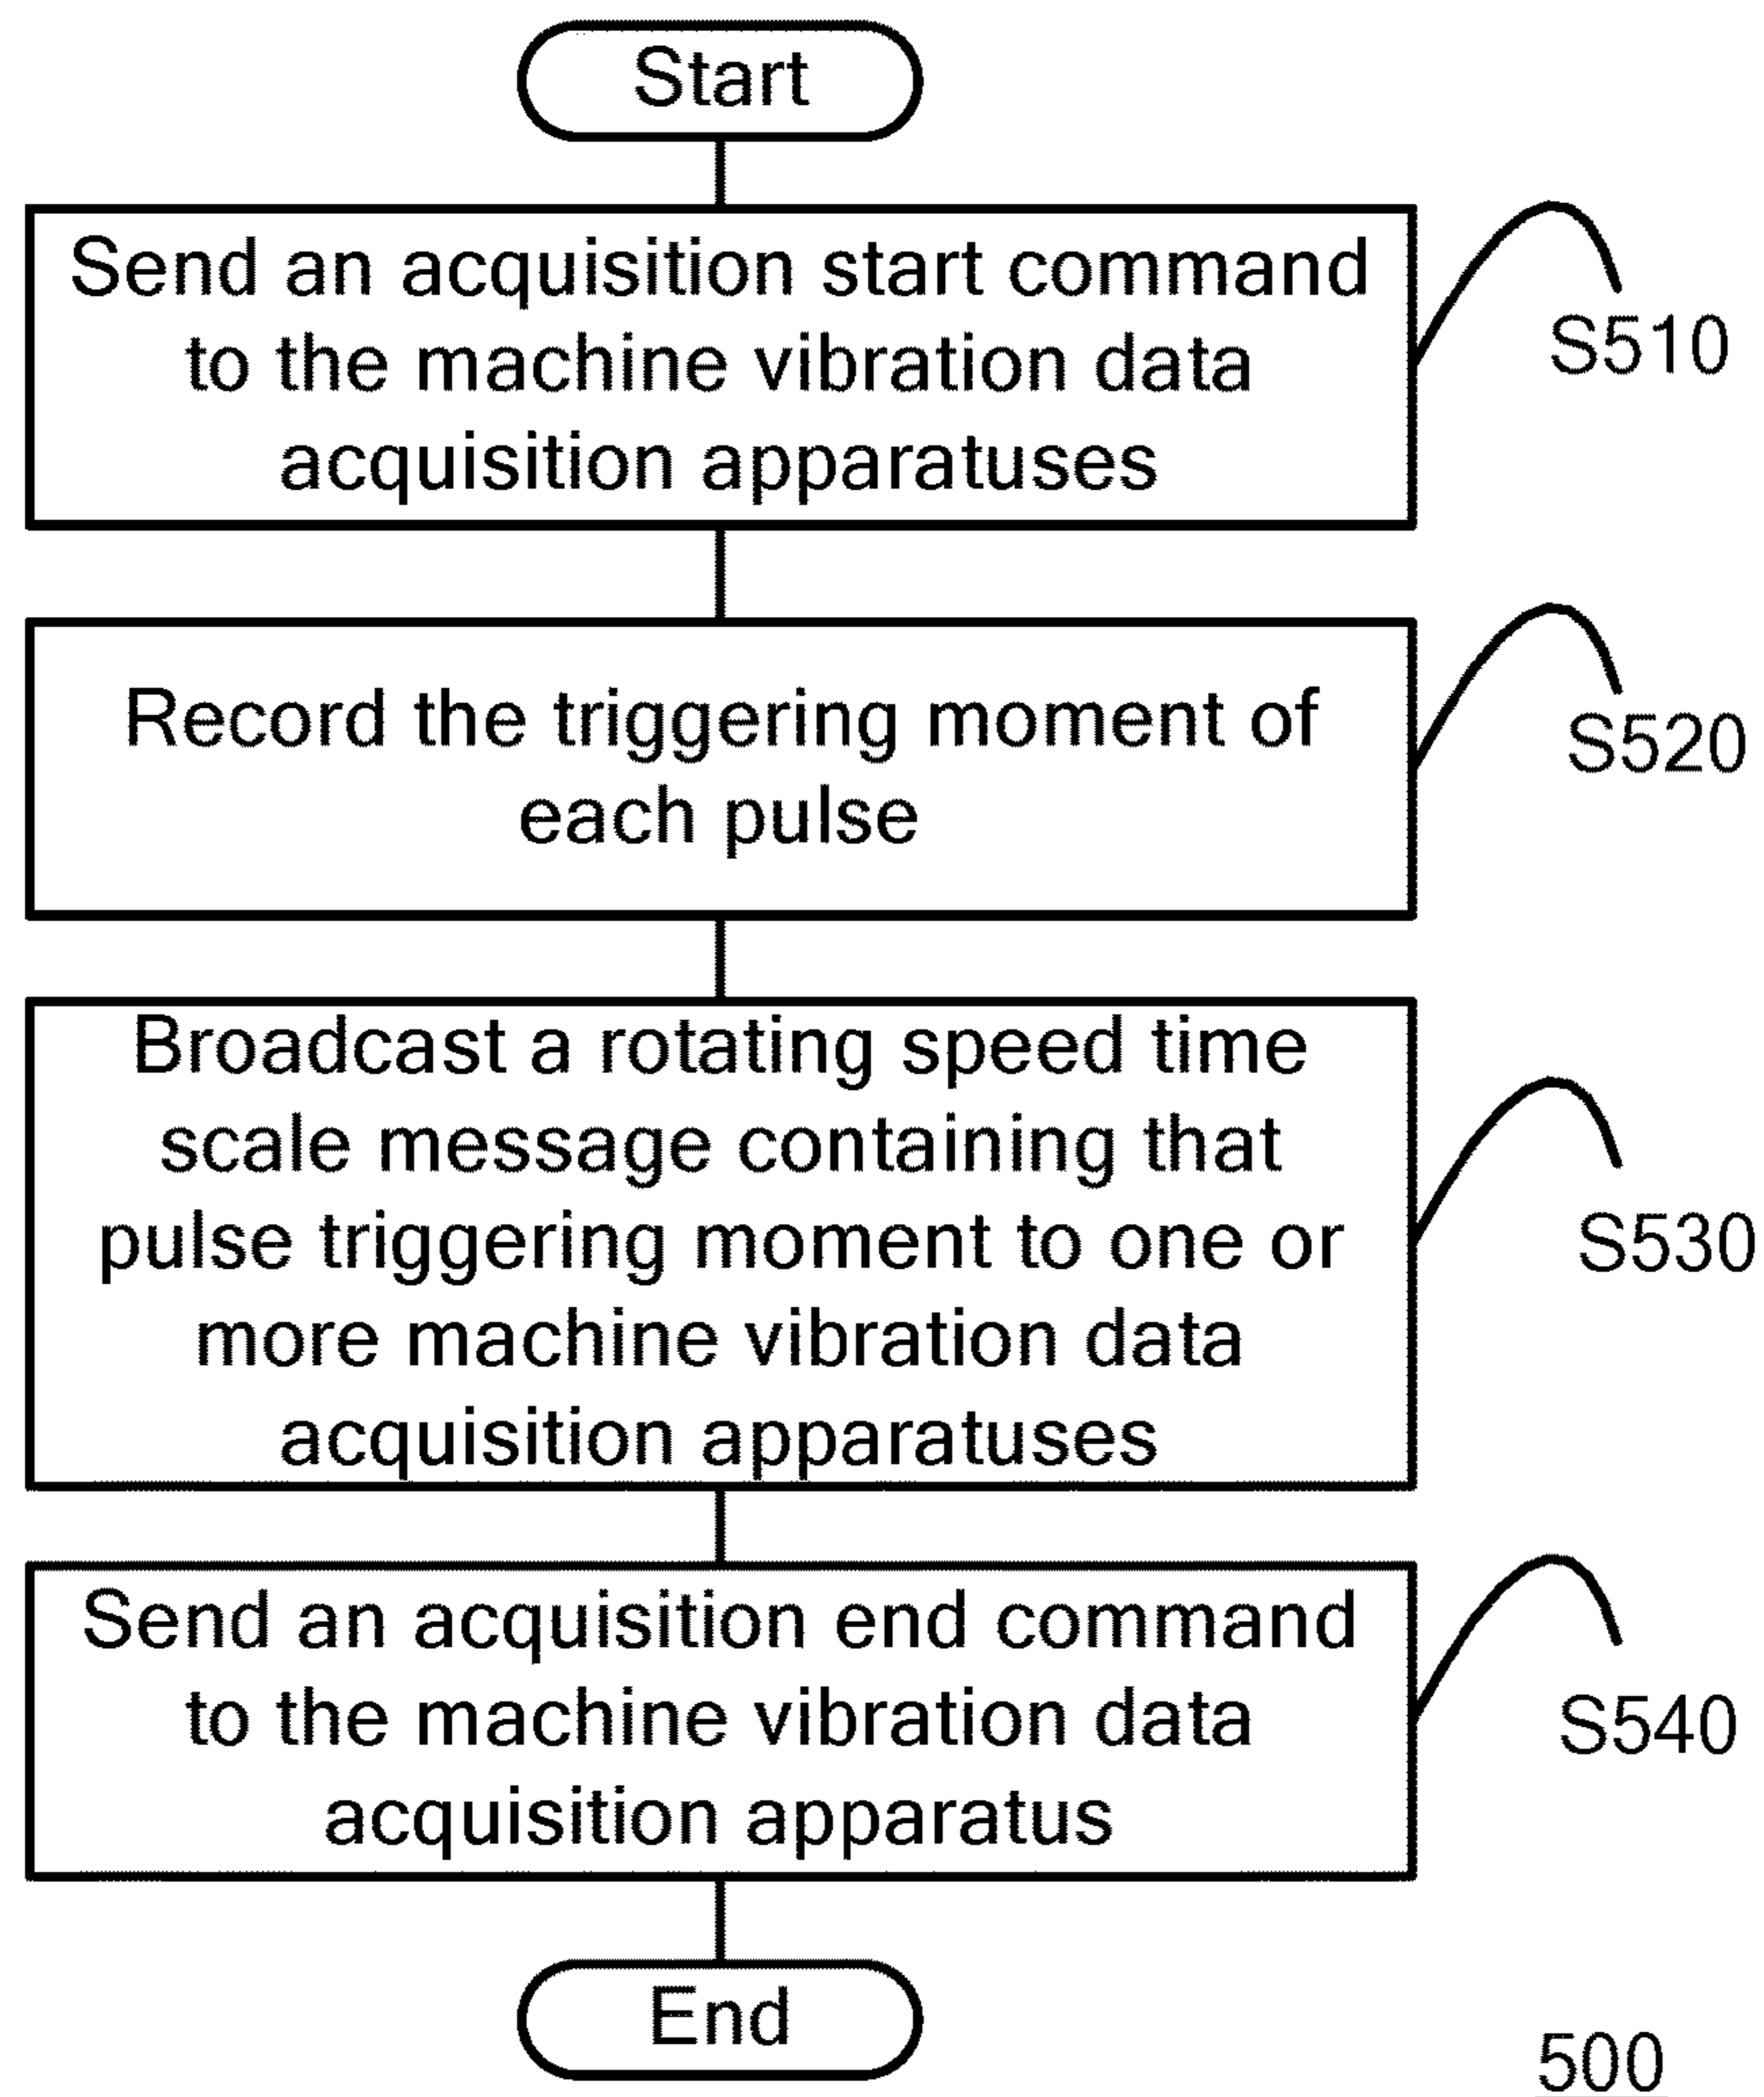 Start
Send an acquisition start command
to the machine vibration data
acquisition apparatuses
S510
Record the triggering moment of
each pulse
S520
Broadcast a rotating speed time
scale message containing that
pulse triggering moment to one or
more machine vibration data
acquisition apparatuses
S530
Send an acquisition end command
to the machine vibration data
acquisition apparatus
S540
End
500